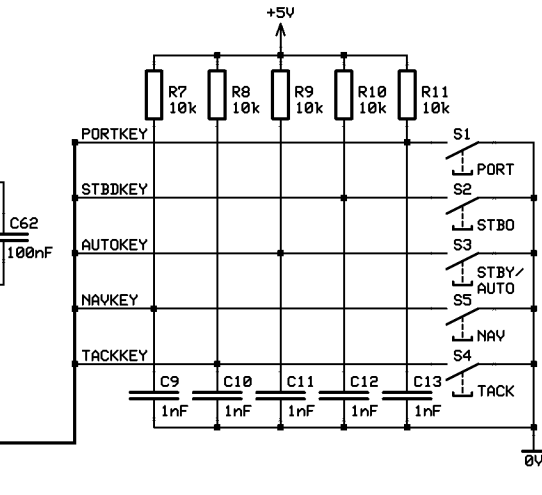 +5V
R7
10k
R8
10k
R9
10k
R10
10k
R11
10k
PORTKEY
S1
PORT
STBDKEY
S2
STBO
C62
100nF
AUTOKEY
S3
STBY/
AUTO
NAVKEY
S5
NAV
TACKKEY
S4
TACK
C9
1nF
C10
1nF
C11
1nF
C12
1nF
C13
1nF
0V